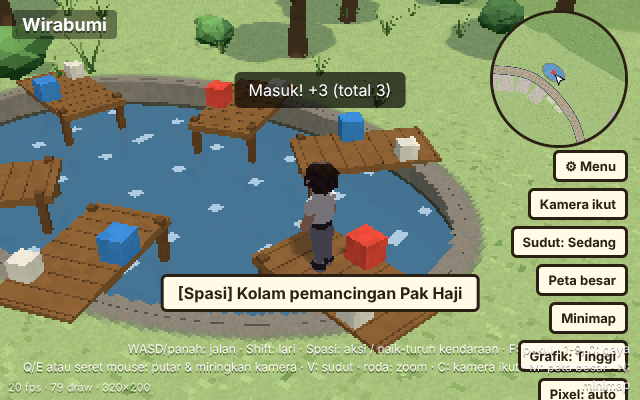 Wirabumi
Masuk! +3 (total 3)
⚙ Menu
Kamera ikut
Sudut: Sedang
Peta besar
Minimap
[Spasi] Kolam pemancingan Pak Haji
WASD/panah: jalan · Shift: lari · Spasi: aksi / naik-turun kendaraan
Grafik: Tinggi
Q/E atau seret mouse: putar & miringkan kamera · V: sudut · roda: zoom · C: kamera ikut
minimap
20 fps · 79 draw · 320×200
Pixel: auto